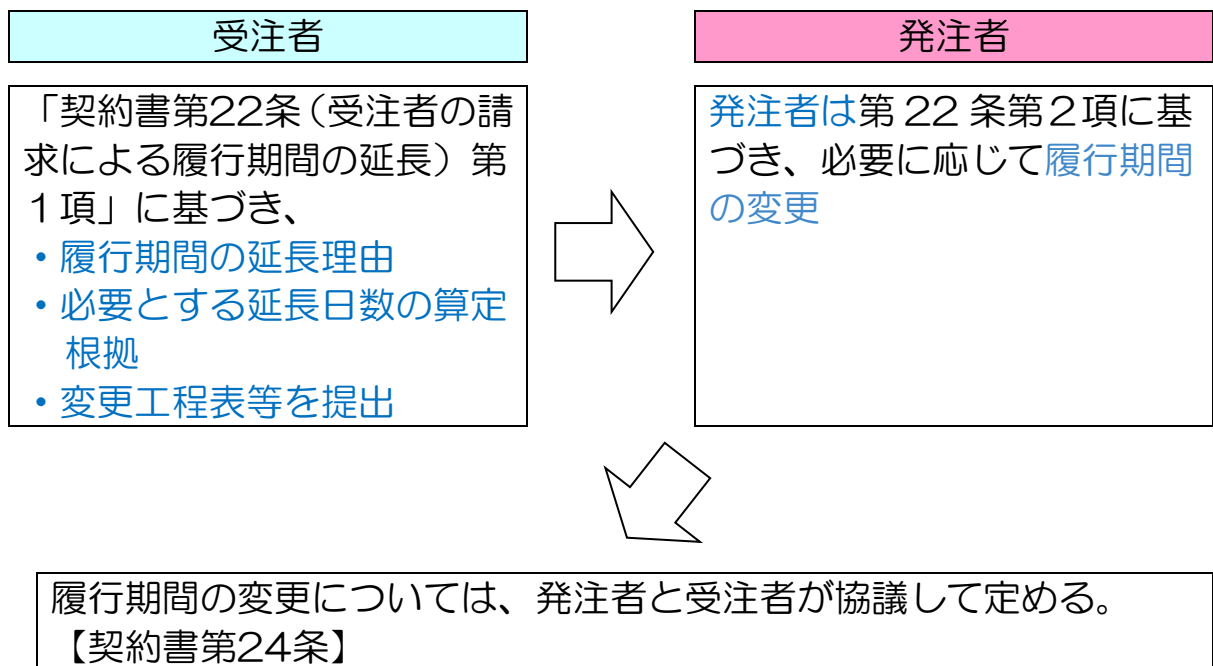 受注者
「契約書第22条(受注者の請
求による履行期間の延長)第
1項」に基づき、
・履行期間の延長理由
・必要とする延長日数の算定
根拠
・変更工程表等を提出
発注者
発注者は第 22 条第2項に基
づき、必要に応じて履行期間
の変更
履行期間の変更については、発注者と受注者が協議して定める。
【契約書第24条】